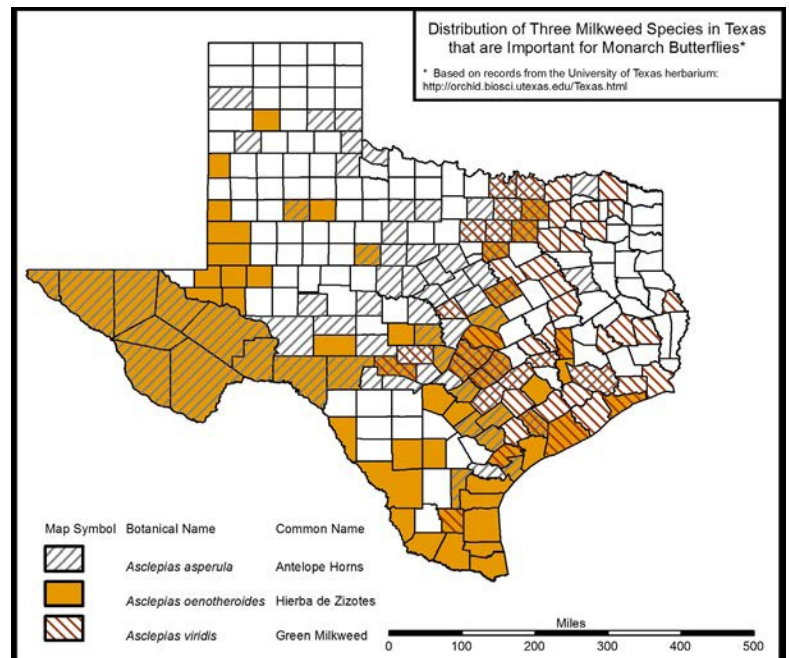 Distribution of Three Milkweed Species in Texas
that are Important for Monarch Butterflies*
* Based on records from the University of Texas herbarium:
http://orchid.biosci.utexas.edu/Texas.html
Map Symbol Botanical Name Common Name
Asclepias asperula Antelope Horns
Asclepias oenotheroides Hierba de Zizotes
Asclepias viridis Green Milkweed
Miles
0 100 200 300 400 500